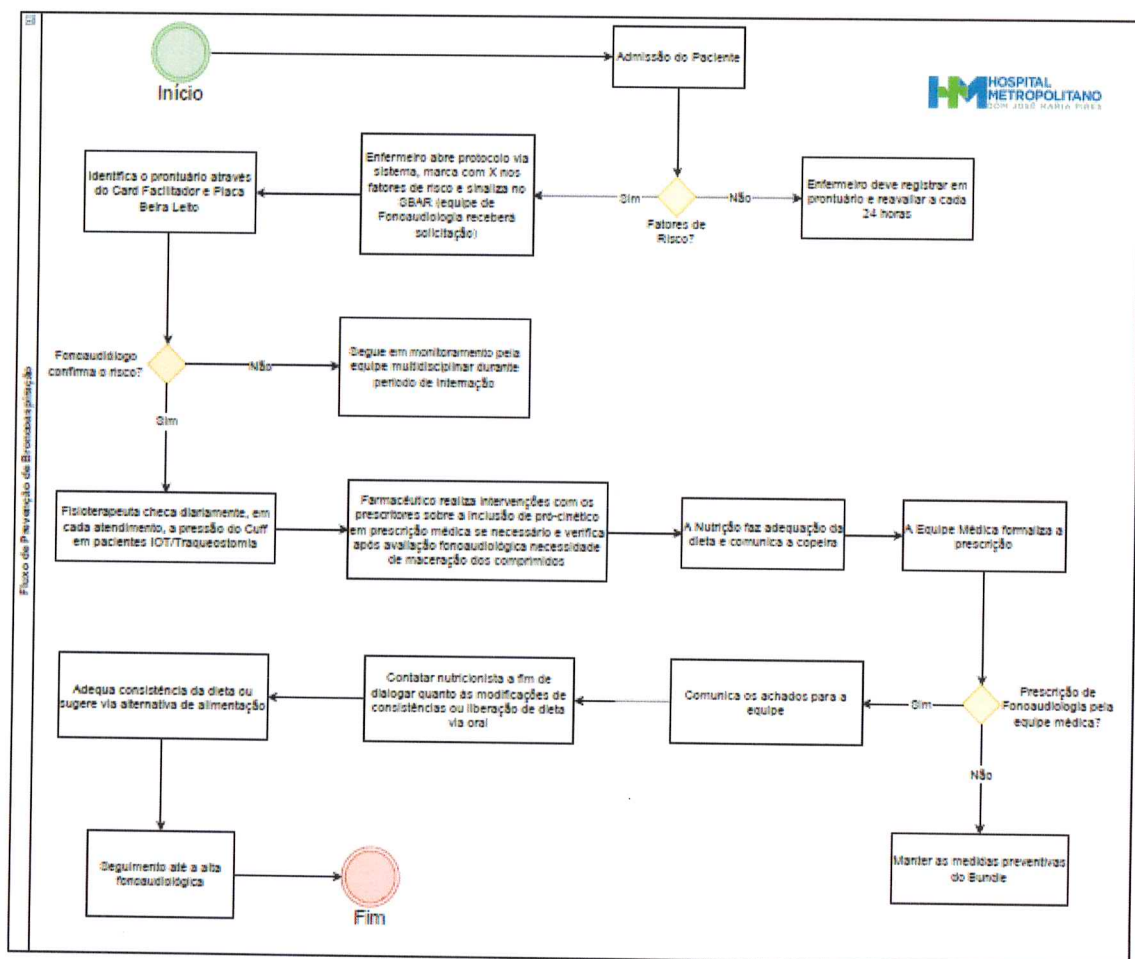 Fluxo de Prevenção de Broncoaspiração
Início
Admissão do Paciente
HM HOSPITAL
METROPOLITANO
DOM JOSÉ MARIA PIRES
Fatores de
Risco?
Sim
Não
Enfermeiro deve registrar em
prontuário e reavaliar a cada
24 horas
Enfermeiro abre protocolo via
sistema, marca com X nos
fatores de risco e sinaliza no
SBAR (equipe de
Fonoaudiologia receberá
solicitação)
Identifica o prontuário através
do Card Facilitador e Placa
Beira Leito
Fonoaudiólogo
confirma o risco?
Não
Segue em monitoramento pela
equipe multidisciplinar durante
período de internação
Sim
Fisioterapeuta checa diariamente, em
cada atendimento, a pressão do Cuff
em pacientes IOT/Traqueostomia
Farmacêutico realiza intervenções com os
prescritores sobre a inclusão de pró-cinético
em prescrição médica se necessário e verifica
após avaliação fonoaudiológica necessidade
de maceração dos comprimidos
A Nutrição faz adequação da
dieta e comunica a copeira
A Equipe Médica formaliza a
prescrição
Prescrição de
Fonoaudiologia pela
equipe médica?
Sim
Não
Manter as medidas preventivas
do Bundle
Comunica os achados para a
equipe
Contatar nutricionista a fim de
dialogar quanto às modificações de
consistências ou liberação de dieta
via oral
Adequa consistência da dieta ou
sugere via alternativa de alimentação
Seguimento até a alta
fonoaudiológica
Fim